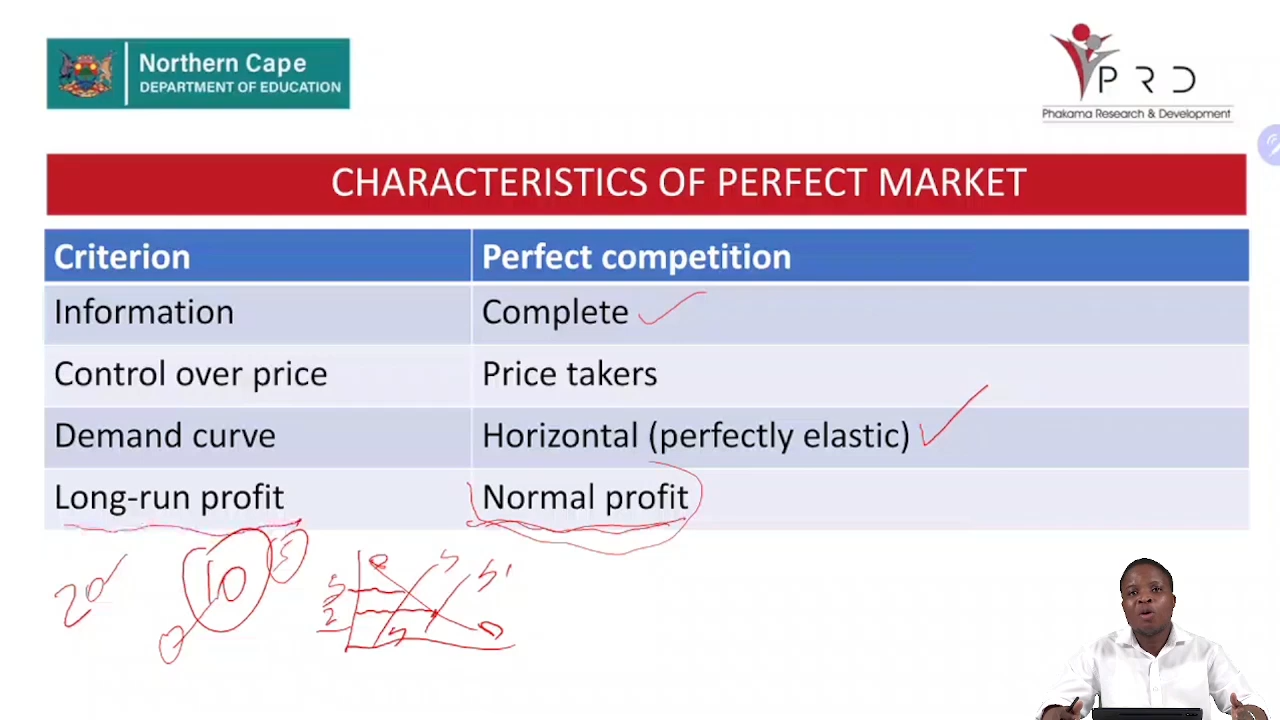 Northern Cape
DEPARTMENT OF EDUCATION
PRD
Phakama Research & Development
CHARACTERISTICS OF PERFECT MARKET
Criterion Perfect competition
Information Complete
Control over price Price takers
Demand curve Horizontal (perfectly elastic)
Long-run profit Normal profit
20 10